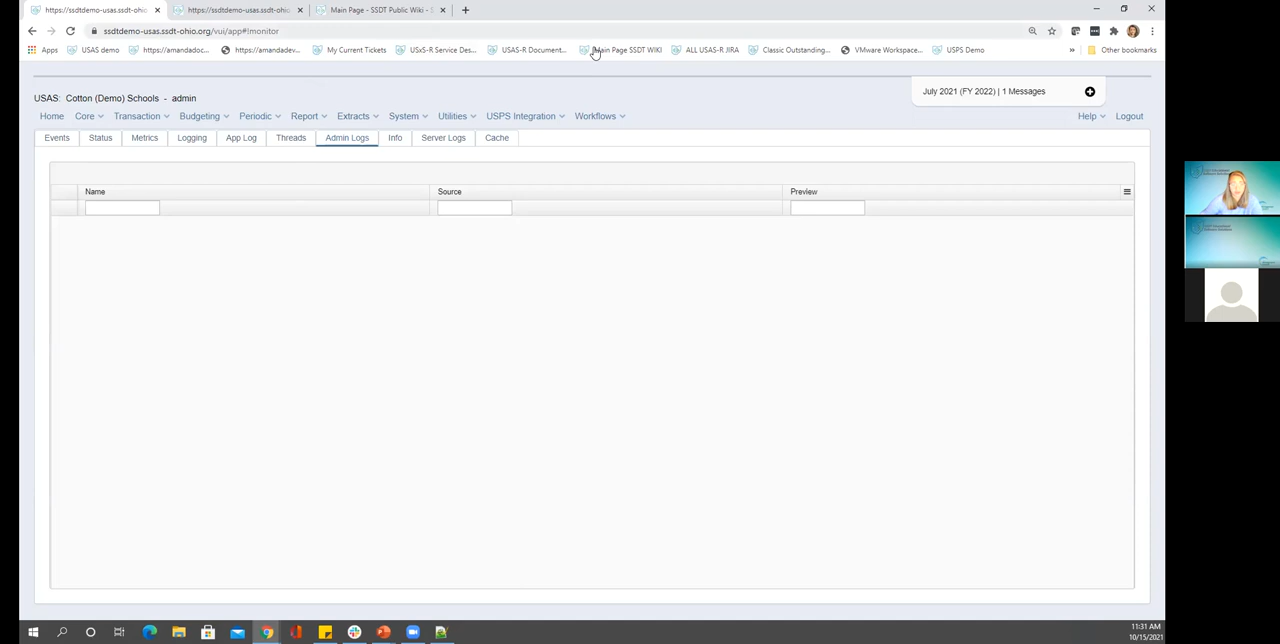 https://ssdtdemo-usas.ssdt-ohio.
https://ssdtdemo-usas.ssdt-ohio.
Main Page - SSDT Public Wiki - S
ssdtdemo-usas.ssdt-ohio.org/vui/app#!monitor
Apps
USAS demo
https://amandadoc...
https://amandadev...
My Current Tickets
USxS-R Service Des...
USAS-R Document...
Main Page SSDT WIKI
ALL USAS-R JIRA
Classic Outstanding...
VMware Workspace...
USPS Demo
»
Other bookmarks
USAS: Cotton (Demo) Schools - admin
July 2021 (FY 2022) | 1 Messages
Home Core Transaction Budgeting Periodic Report Extracts System Utilities USPS Integration Workflows Help Logout
Events Status Metrics Logging App Log Threads Admin Logs Info Server Logs Cache
Name Source Preview
11:31 AM
10/15/2021